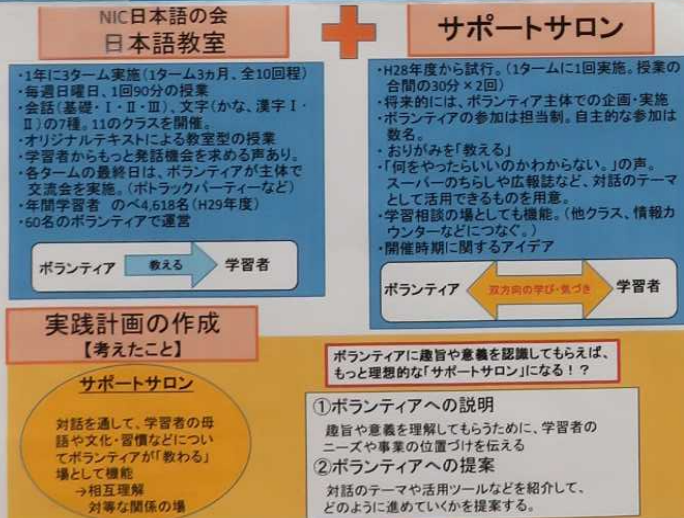 NIC日本語の会
日本語教室
・1年に3ターム実施(1ターム3ヵ月、全10回程)
・毎週日曜日、1回90分の授業
・会話(基礎・Ⅰ・Ⅱ・Ⅲ)、文字(かな、漢字Ⅰ・
Ⅱ)の7種。11のクラスを開催。
・オリジナルテキストによる教室型の授業
・学習者からもっと発話機会を求める声あり。
・各タームの最終日は、ボランティアが主体で
交流会を実施。(ポトラックパーティーなど)
・年間学習者 のべ4,618名(H29年度)
・60名のボランティアで運営
ボランティア 教える 学習者
サポートサロン
・H28年度から試行。(1タームに1回実施。授業の
合間の30分×2回)
・将来的には、ボランティア主体での企画・実施
・ボランティアの参加は担当制。自主的な参加は
数名。
・おりがみを「教える」
・「何をやったらいいのかわからない。」の声。
スーパーのちらしや広報誌など、対話のテーマ
として活用できるものを用意。
・学習相談の場としても機能。(他クラス、情報カ
ウンターなどにつなぐ。)
・開催時期に関するアイデア
ボランティア 双方向の学び・気づき 学習者
実践計画の作成
【考えたこと】
サポートサロン
対話を通して、学習者の母
語や文化・習慣などについ
てボランティアが「教わる」
場として機能
→相互理解
対等な関係の場
ボランティアに趣旨や意義を認識してもらえば、
もっと理想的な「サポートサロン」になる!?
①ボランティアへの説明
趣旨や意義を理解してもらうために、学習者の
ニーズや事業の位置づけを伝える
②ボランティアへの提案
対話のテーマや活用ツールなどを紹介して、
どのように進めていくかを提案する。